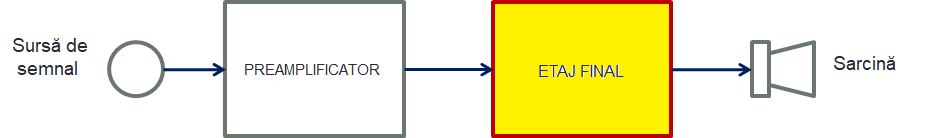 Sursă de
semnal
PREAMPLIFICATOR
ETAJ FINAL
Sarcină